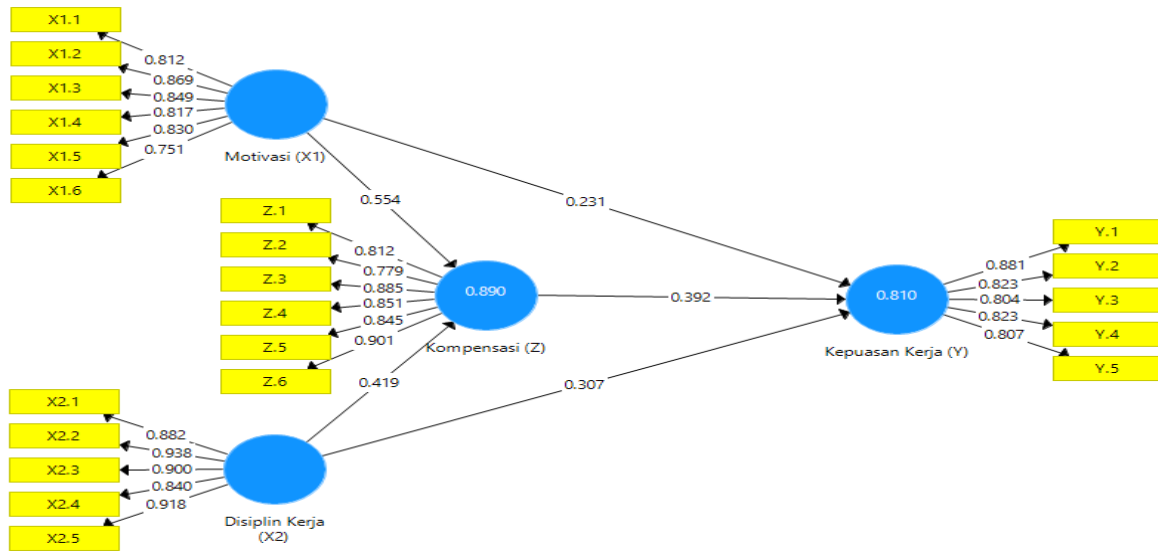 X1.1
X1.2
X1.3
X1.4
X1.5
X1.6
0.812
0.869
0.849
0.817
0.830
0.751
Motivasi (X1)
0.554
0.231
Z.1
Z.2
Z.3
Z.4
Z.5
Z.6
0.812
0.779
0.885
0.851
0.845
0.901
0.890
Kompensasi (Z)
0.392
0.810
Kepuasan Kerja (Y)
0.881
0.823
0.804
0.823
0.807
Y.1
Y.2
Y.3
Y.4
Y.5
0.419
0.307
X2.1
X2.2
X2.3
X2.4
X2.5
0.882
0.938
0.900
0.840
0.918
Disiplin Kerja
(X2)